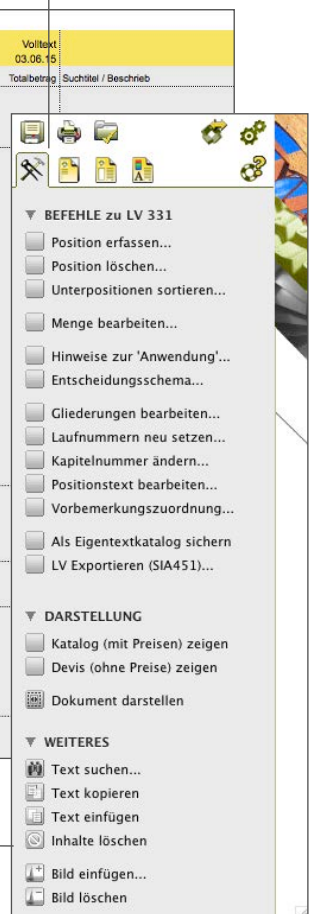 Volltext
03.06.15
Totalbetrag Suchtitel / Beschrieb
BEFEHLE zu LV 331
Position erfassen...
Position löschen...
Unterpositionen sortieren...
Menge bearbeiten...
Hinweise zur 'Anwendung'...
Entscheidungsschema...
Gliederungen bearbeiten...
Laufnummern neu setzen...
Kapitelnummer ändern...
Positionstext bearbeiten...
Vorbemerkungszuordnung...
Als Eigentextkatalog sichern
LV Exportieren (SIA451)...
DARSTELLUNG
Katalog (mit Preisen) zeigen
Devis (ohne Preise) zeigen
Dokument darstellen
WEITERES
Text suchen...
Text kopieren
Text einfügen
Inhalte löschen
Bild einfügen...
Bild löschen